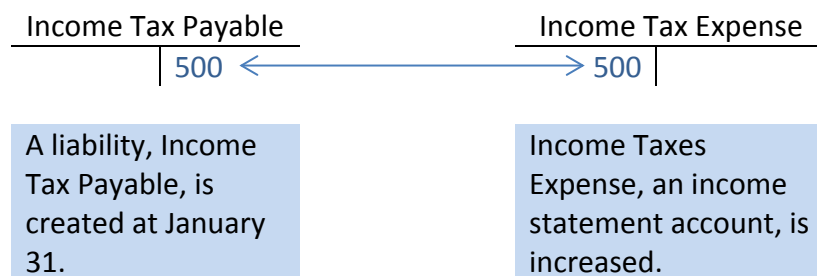 Income Tax Payable
500
A liability, Income
Tax Payable, is
created at January
31.
Income Tax Expense
500
Income Taxes
Expense, an income
statement account, is
increased.